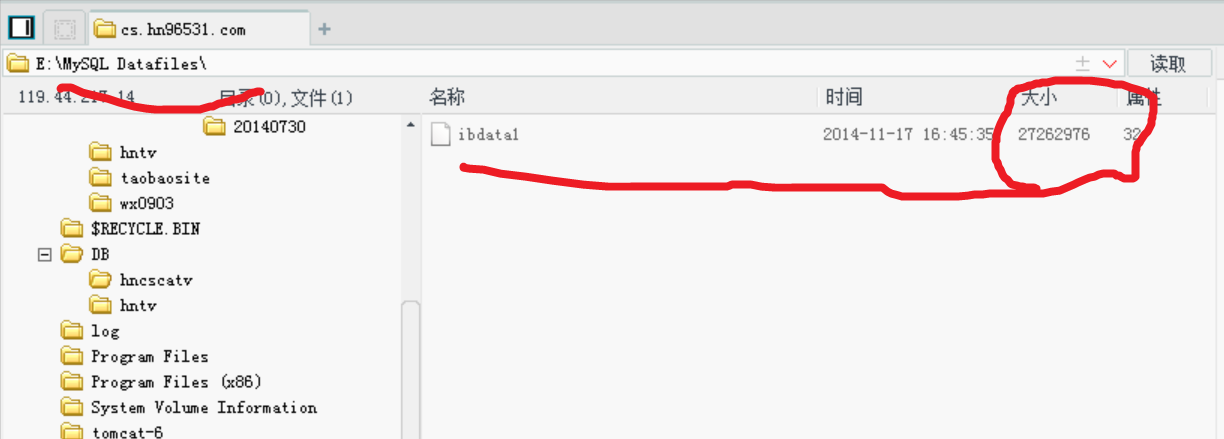 cs.hn96531.com +
E:\MySQL Datafiles\ 读取
119.44.217.14 目录(0),文件(1) 名称 时间 大小 属性
20140730 ibdata1 2014-11-17 16:45:35 27262976 32
hntv
taobaosite
wx0903
$RECYCLE.BIN
DB
hncscatv
hntv
log
Program Files
Program Files (x86)
System Volume Information
tomcat-6